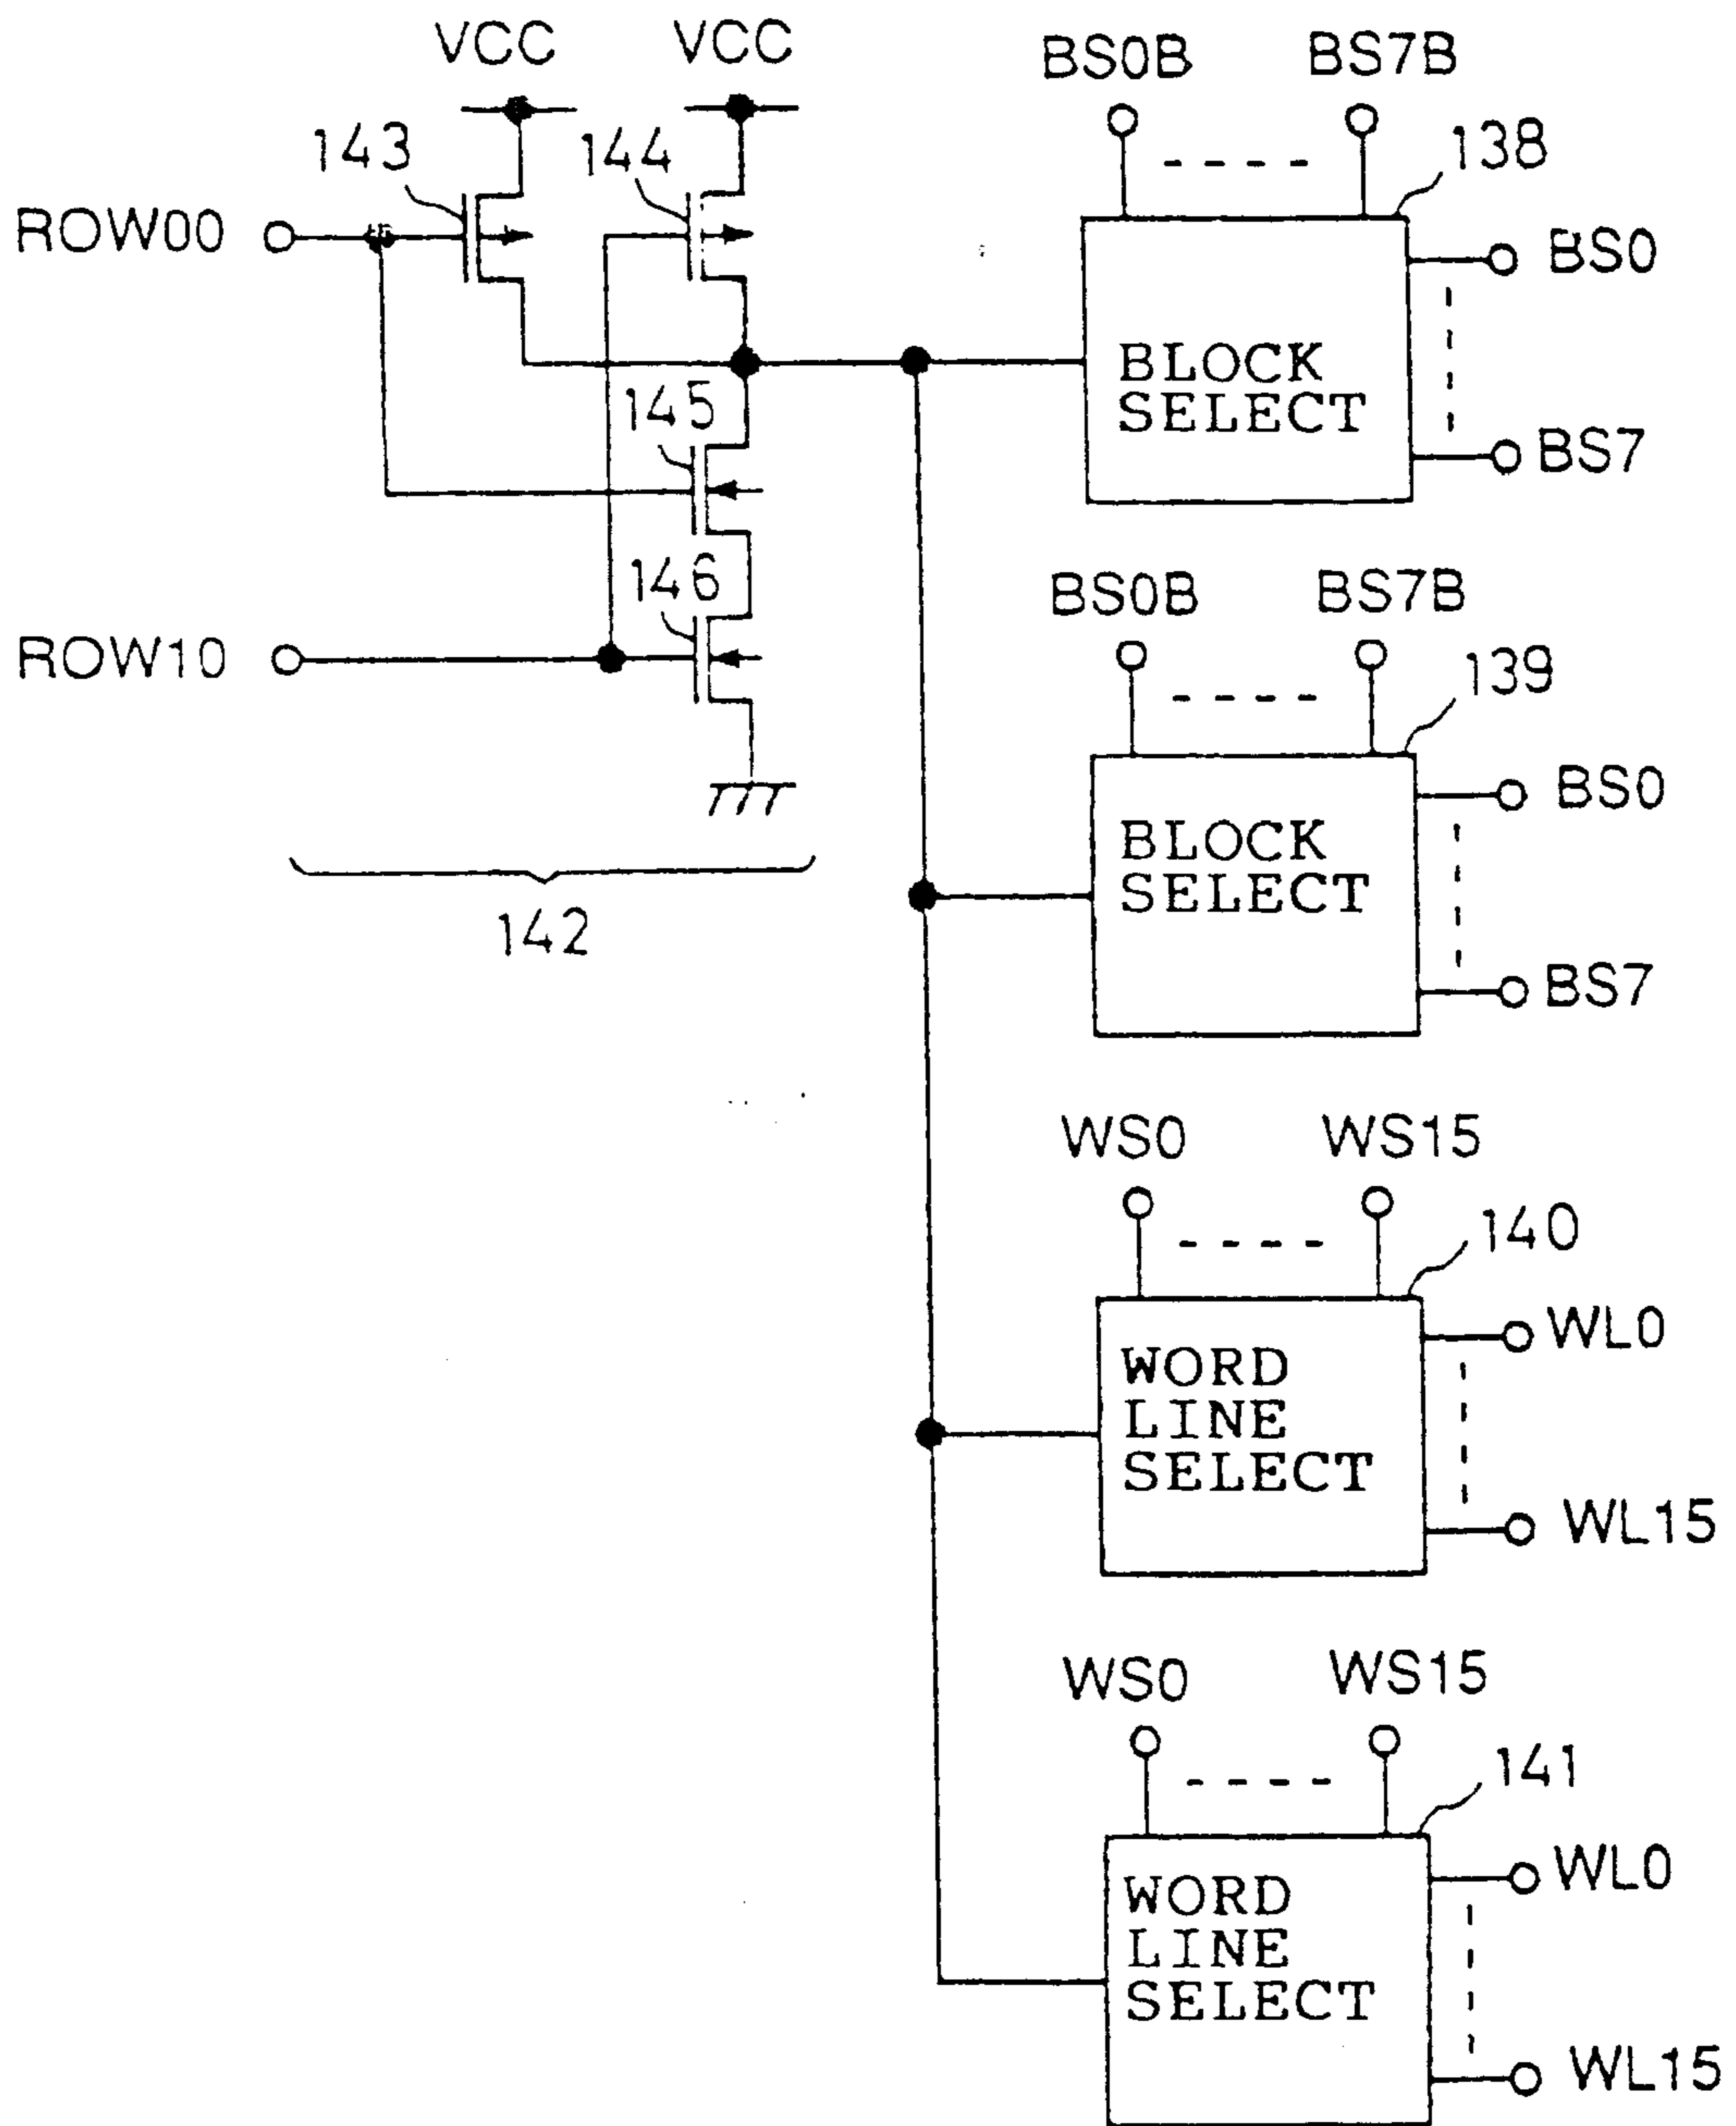 VCC VCC
BS0B BS7B
143 144 138
ROW00
BS0
BLOCK
SELECT
145
BS7
146
BS0B BS7B
ROW10
139
BS0
BLOCK
SELECT
142
BS7
WS0 WS15
140
WL0
WORD
LINE
SELECT
WL15
WS0 WS15
141
WL0
WORD
LINE
SELECT
WL15